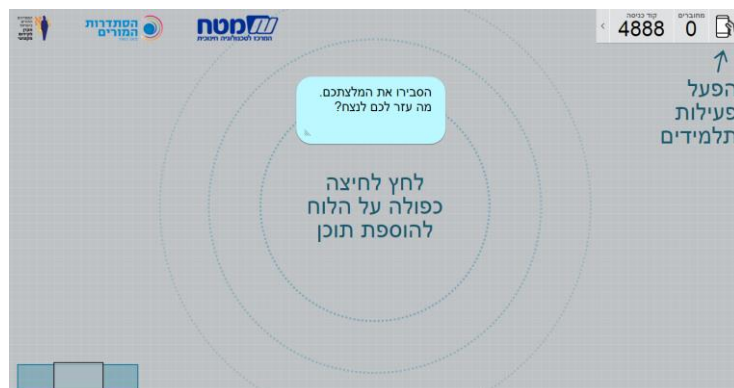 הסתדרות
המורים
מטח
המרכז לטכנולוגיה חינוכית
קוד כניסה
4888
מחוברים
0
הפעל
פעילות
תלמידים
הסבירו את המלצתכם.
מה עזר לכם לנצח?
לחץ לחיצה
כפולה על הלוח
להוספת תוכן